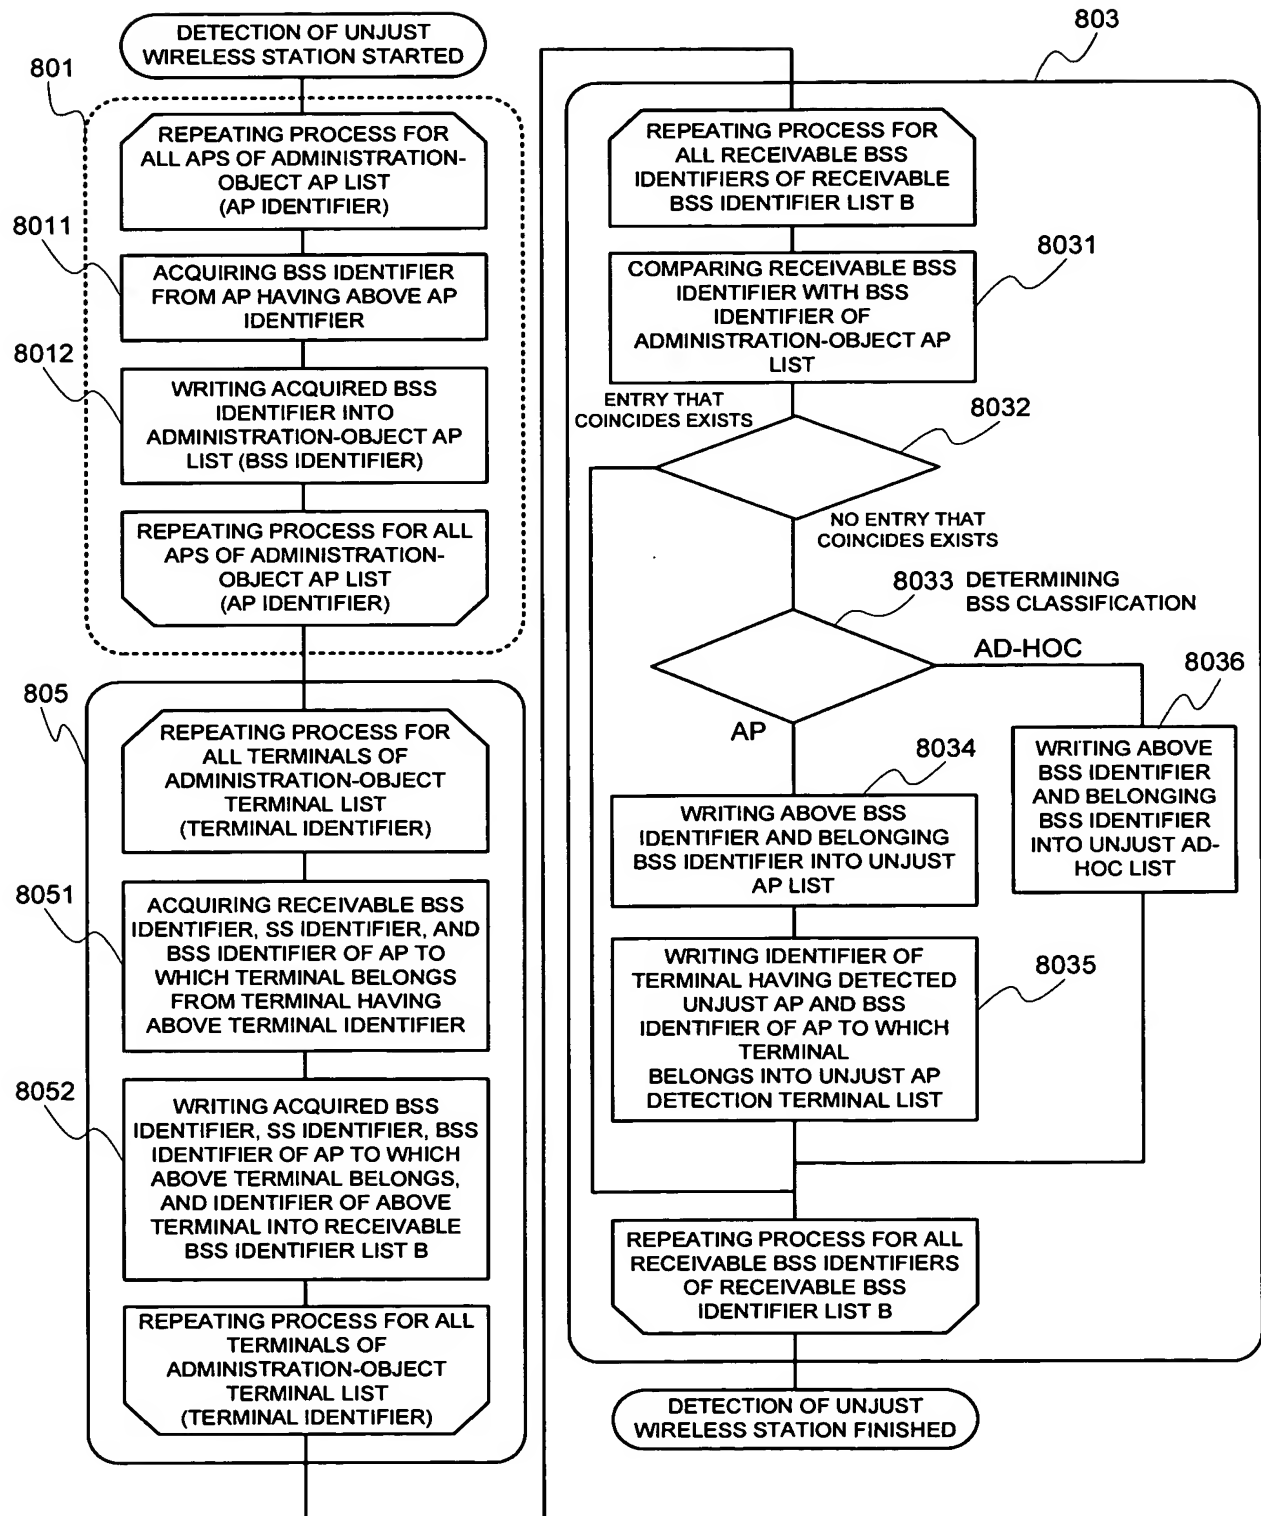 DETECTION OF UNJUST
WIRELESS STATION STARTED
801
REPEATING PROCESS FOR
ALL APS OF ADMINISTRATION-
OBJECT AP LIST
(AP IDENTIFIER)
8011
ACQUIRING BSS IDENTIFIER
FROM AP HAVING ABOVE AP
IDENTIFIER
8012
WRITING ACQUIRED BSS
IDENTIFIER INTO
ADMINISTRATION-OBJECT AP
LIST (BSS IDENTIFIER)
REPEATING PROCESS FOR ALL
APS OF ADMINISTRATION-
OBJECT AP LIST
(AP IDENTIFIER)
805
REPEATING PROCESS FOR
ALL TERMINALS OF
ADMINISTRATION-OBJECT
TERMINAL LIST
(TERMINAL IDENTIFIER)
8051
ACQUIRING RECEIVABLE BSS
IDENTIFIER, SS IDENTIFIER, AND
BSS IDENTIFIER OF AP TO
WHICH TERMINAL BELONGS
FROM TERMINAL HAVING
ABOVE TERMINAL IDENTIFIER
8052
WRITING ACQUIRED BSS
IDENTIFIER, SS IDENTIFIER, BSS
IDENTIFIER OF AP TO WHICH
ABOVE TERMINAL BELONGS,
AND IDENTIFIER OF ABOVE
TERMINAL INTO RECEIVABLE
BSS IDENTIFIER LIST B
REPEATING PROCESS FOR ALL
TERMINALS OF
ADMINISTRATION-OBJECT
TERMINAL LIST
(TERMINAL IDENTIFIER)
803
REPEATING PROCESS FOR
ALL RECEIVABLE BSS
IDENTIFIERS OF RECEIVABLE
BSS IDENTIFIER LIST B
8031
COMPARING RECEIVABLE BSS
IDENTIFIER WITH BSS
IDENTIFIER OF
ADMINISTRATION-OBJECT AP
LIST
ENTRY THAT
COINCIDES EXISTS
8032
NO ENTRY THAT
COINCIDES EXISTS
8033 DETERMINING
BSS CLASSIFICATION
AD-HOC
8036
AP
8034
WRITING ABOVE BSS
IDENTIFIER AND BELONGING
BSS IDENTIFIER INTO UNJUST
AP LIST
WRITING ABOVE
BSS IDENTIFIER
AND BELONGING
BSS IDENTIFIER
INTO UNJUST AD-
HOC LIST
8035
WRITING IDENTIFIER OF
TERMINAL HAVING DETECTED
UNJUST AP AND BSS
IDENTIFIER OF AP TO WHICH
TERMINAL
BELONGS INTO UNJUST AP
DETECTION TERMINAL LIST
REPEATING PROCESS FOR ALL
RECEIVABLE BSS IDENTIFIERS
OF RECEIVABLE BSS
IDENTIFIER LIST B
DETECTION OF UNJUST
WIRELESS STATION FINISHED